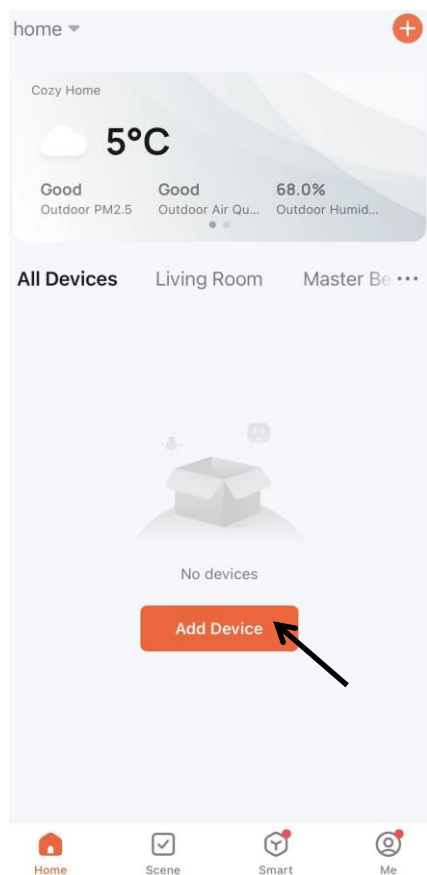 home
Cozy Home
5°C
Good Good 68.0%
Outdoor PM2.5 Outdoor Air Qu... Outdoor Humid...
All Devices Living Room Master Be ...
No devices
Add Device
Home Scene Smart Me